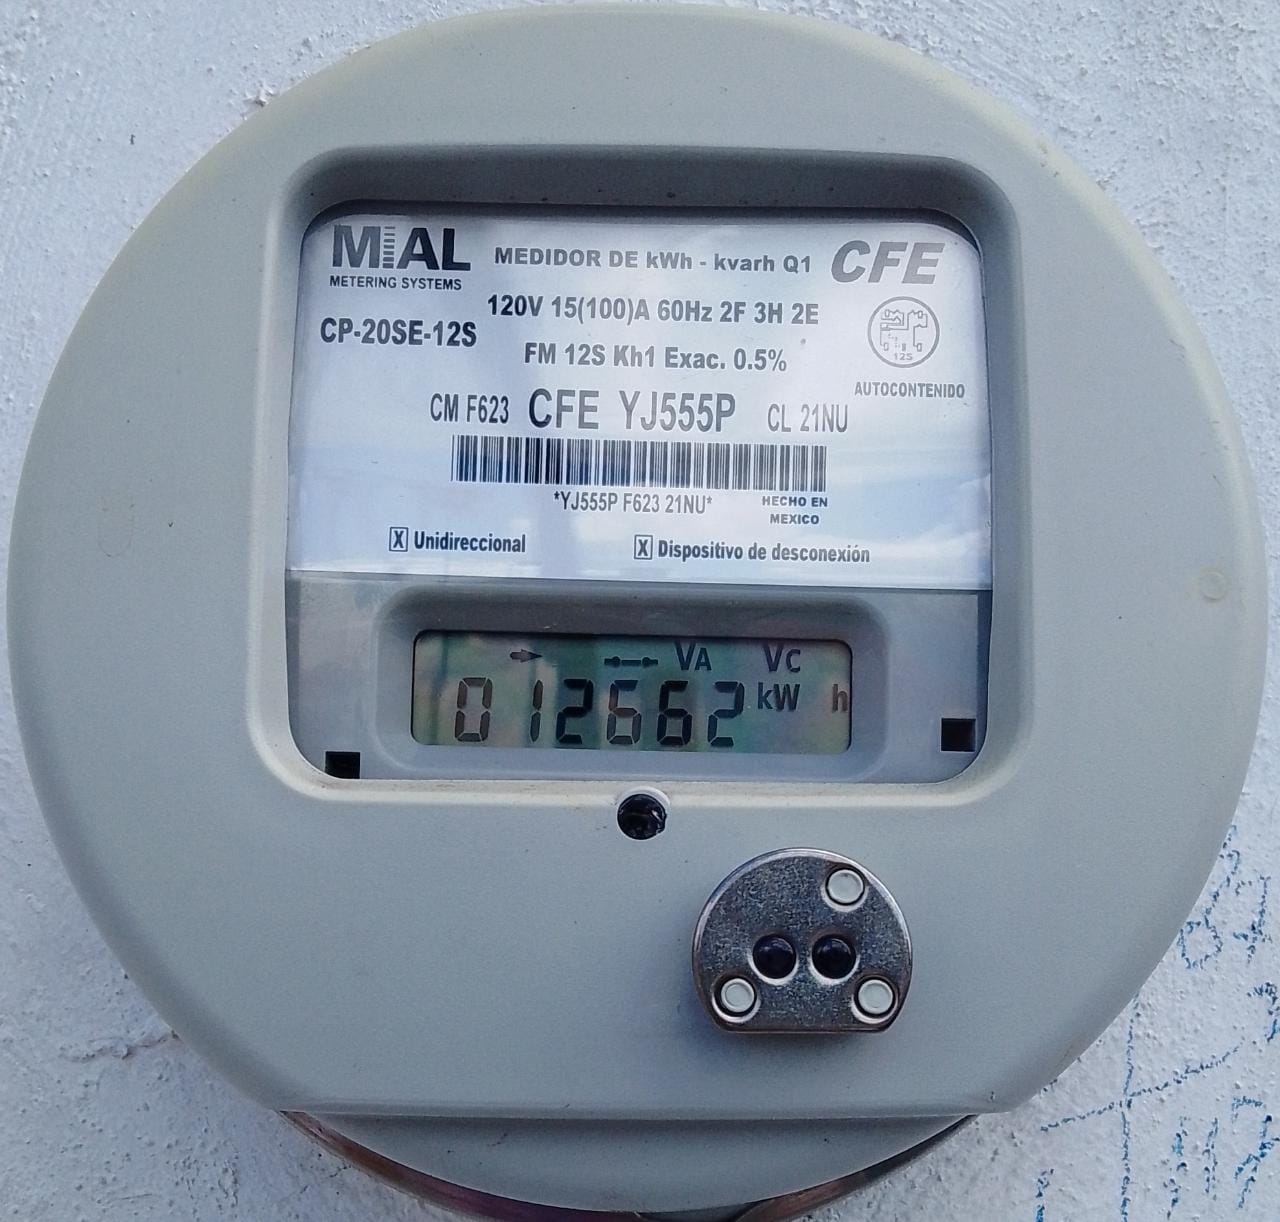 MIAL
METERING SYSTEMS
MEDIDOR DE kWh - kvarh Q1
CFE
120V 15(100)A 60Hz 2F 3H 2E
CP-20SE-12S
FM 12S Kh1 Exac. 0.5%
12S
AUTOCONTENIDO
CM F623 CFE YJ555P CL 21NU
*YJ555P F623 21NU*
HECHO EN
MEXICO
X Unidireccional
X Dispositivo de desconexión
VA VC
012662 kW h